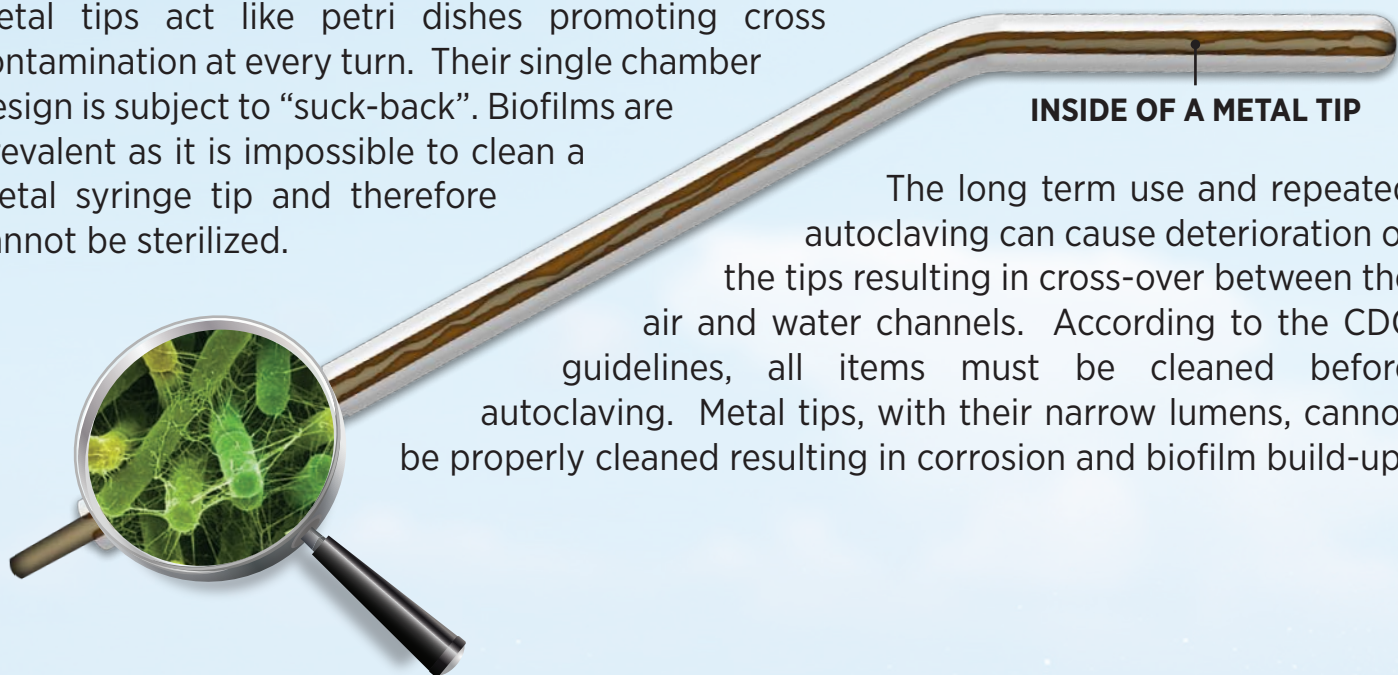 etal tips act like petri dishes promoting cross
ontamination at every turn. Their single chamber
esign is subject to “suck-back”. Biofilms are
revalent as it is impossible to clean a
etal syringe tip and therefore
annot be sterilized.
INSIDE OF A METAL TIP
The long term use and repeated
autoclaving can cause deterioration o
the tips resulting in cross-over between the
air and water channels. According to the CDC
guidelines, all items must be cleaned before
autoclaving. Metal tips, with their narrow lumens, canno
be properly cleaned resulting in corrosion and biofilm build-up